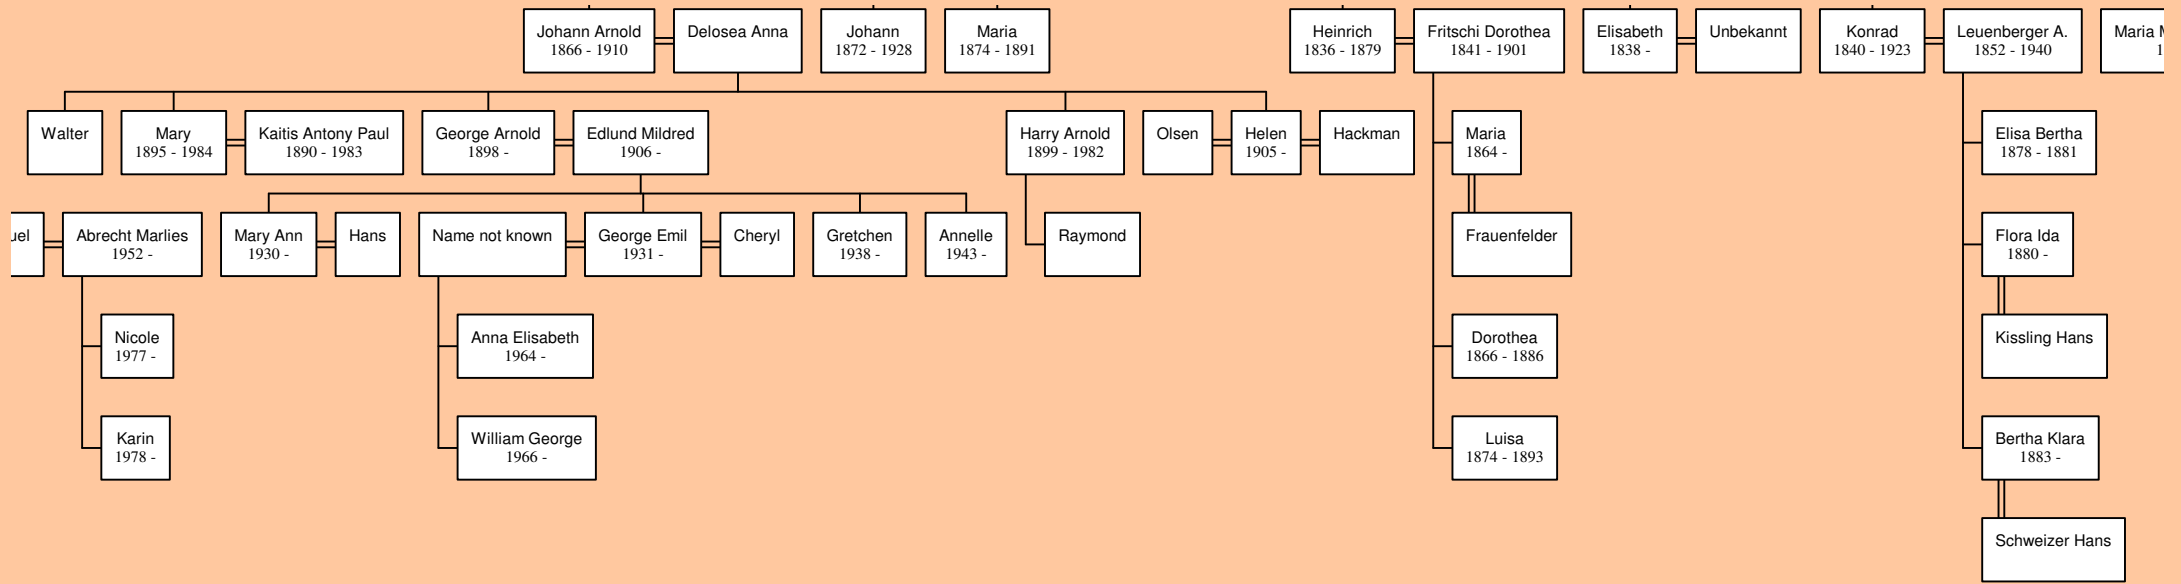 Johann Arnold
1866 - 1910
Delosea Anna
Johann
1872 - 1928
Maria
1874 - 1891
Heinrich
1836 - 1879
Fritschi Dorothea
1841 - 1901
Elisabeth
1838 -
Unbekannt
Konrad
1840 - 1923
Leuenberger A.
1852 - 1940
Maria
Walter
Mary
1895 - 1984
Kaitis Antony Paul
1890 - 1983
George Arnold
1898 -
Edlund Mildred
1906 -
Harry Arnold
1899 - 1982
Olsen
Helen
1905 -
Hackman
Maria
1864 -
Elisa Bertha
1878 - 1881
Abrecht Marlies
1952 -
Mary Ann
1930 -
Hans
Name not known
George Emil
1931 -
Cheryl
Gretchen
1938 -
Annelle
1943 -
Raymond
Frauenfelder
Flora Ida
1880 -
Nicole
1977 -
Anna Elisabeth
1964 -
Dorothea
1866 - 1886
Kissling Hans
Karin
1978 -
William George
1966 -
Luisa
1874 - 1893
Bertha Klara
1883 -
Schweizer Hans